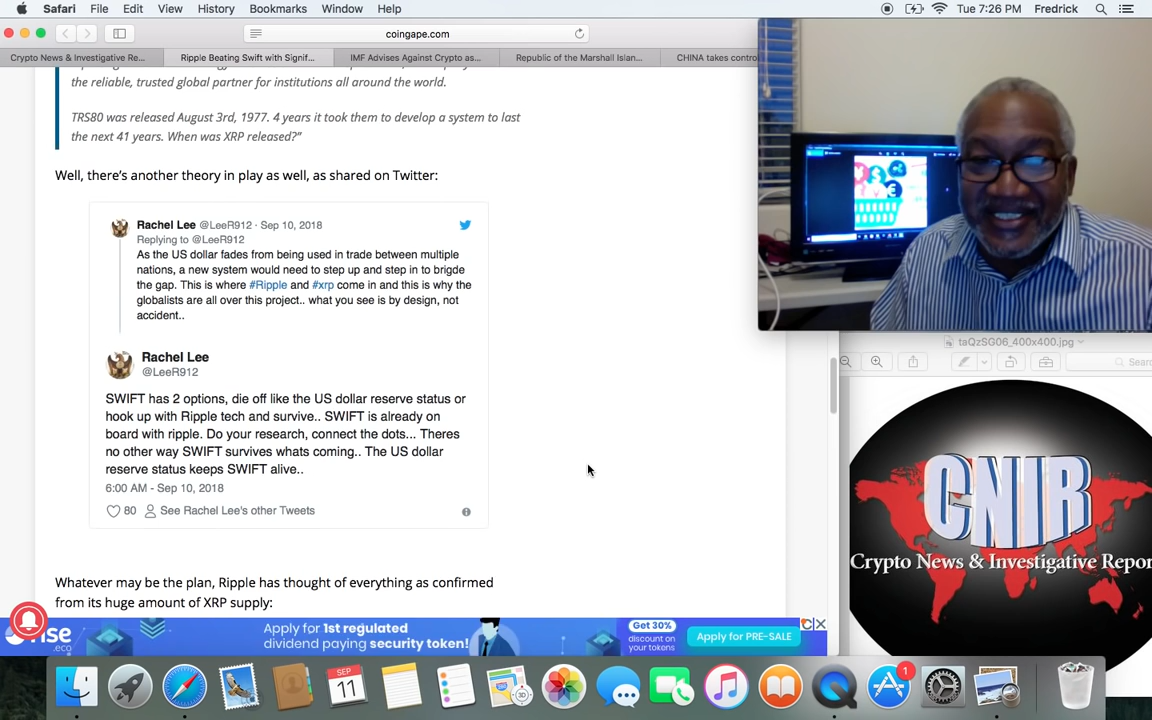 Safari File Edit View History Bookmarks Window Help
Tue 7:26 PM Fredrick
coingape.com
Crypto News & Investigative Re...
Ripple Beating Swift with Signif...
IMF Advises Against Crypto as...
Republic of the Marshall Islan...
CHINA takes contro
the reliable, trusted global partner for institutions all around the world.
TRS80 was released August 3rd, 1977. 4 years it took them to develop a system to last
the next 41 years. When was XRP released?"
Well, there's another theory in play as well, as shared on Twitter:
Rachel Lee @LeeR912 · Sep 10, 2018
Replying to @LeeR912
As the US dollar fades from being used in trade between multiple
nations, a new system would need to step up and step in to brigde
the gap. This is where #Ripple and #xrp come in and this is why the
globalists are all over this project.. what you see is by design, not
accident..
Rachel Lee
@LeeR912
SWIFT has 2 options, die off like the US dollar reserve status or
hook up with Ripple tech and survive.. SWIFT is already on
board with ripple. Do your research, connect the dots... Theres
no other way SWIFT survives whats coming.. The US dollar
reserve status keeps SWIFT alive..
6:00 AM - Sep 10, 2018
80 See Rachel Lee's other Tweets
Whatever may be the plan, Ripple has thought of everything as confirmed
from its huge amount of XRP supply:
.eco
Apply for 1st regulated
dividend paying security token!
Get 30%
discount on
your tokens
Apply for PRE-SALE
taQzSG06_400x400.jpg
Searc
CNIR
Crypto News & Investigative Repor
SEP
11
3D
1